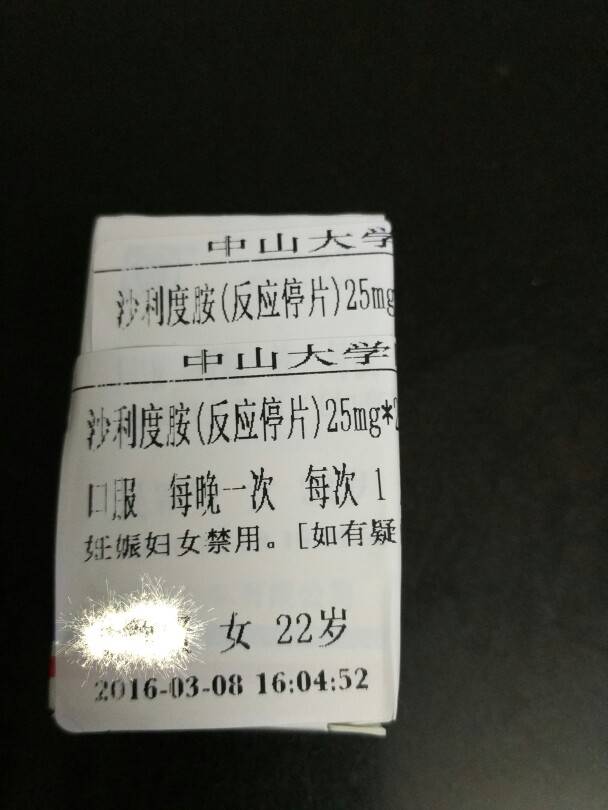 中山大学
沙利度胺(反应停片)25mg
中山大学
沙利度胺(反应停片)25mg*2
口服 每晚一次 每次 1
妊娠妇女禁用。[如有疑
女 22岁
2016-03-08 16:04:52